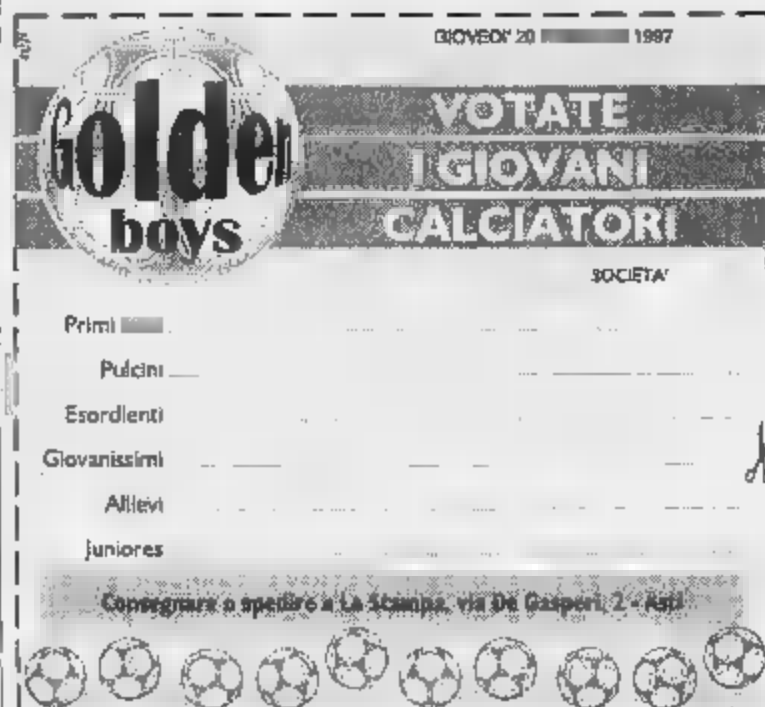 GIOVEDI' 20 1997
Golden
boys
VOTATE
I GIOVANI
CALCIATORI
SOCIETA'
Primi
Pulcini
Esordienti
Giovanissimi
Allievi
Juniores
Consegnare o spedire a La Stampa, via De Gasperi, 2 - Asti